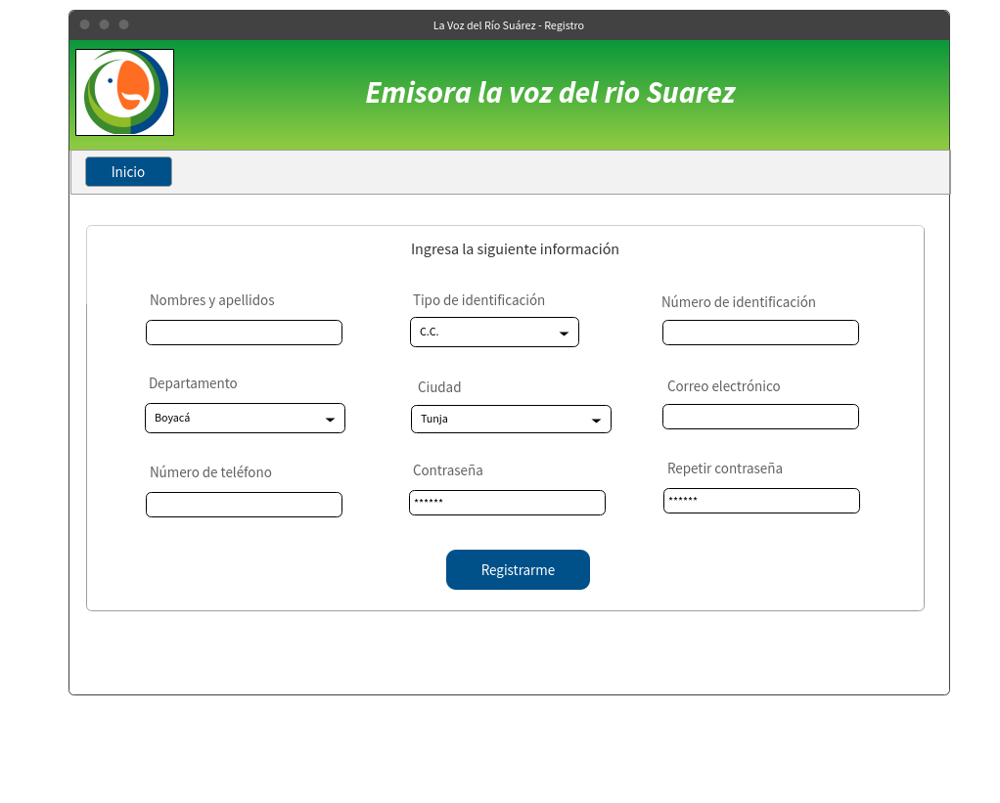 La Voz del Río Suárez - Registro
Emisora la voz del rio Suarez
Inicio
Ingresa la siguiente información
Nombres y apellidos
Tipo de identificación
Número de identificación
C.C.
Departamento
Ciudad
Correo electrónico
Boyacá
Tunja
Número de teléfono
Contraseña
Repetir contraseña
******
******
Registrarme